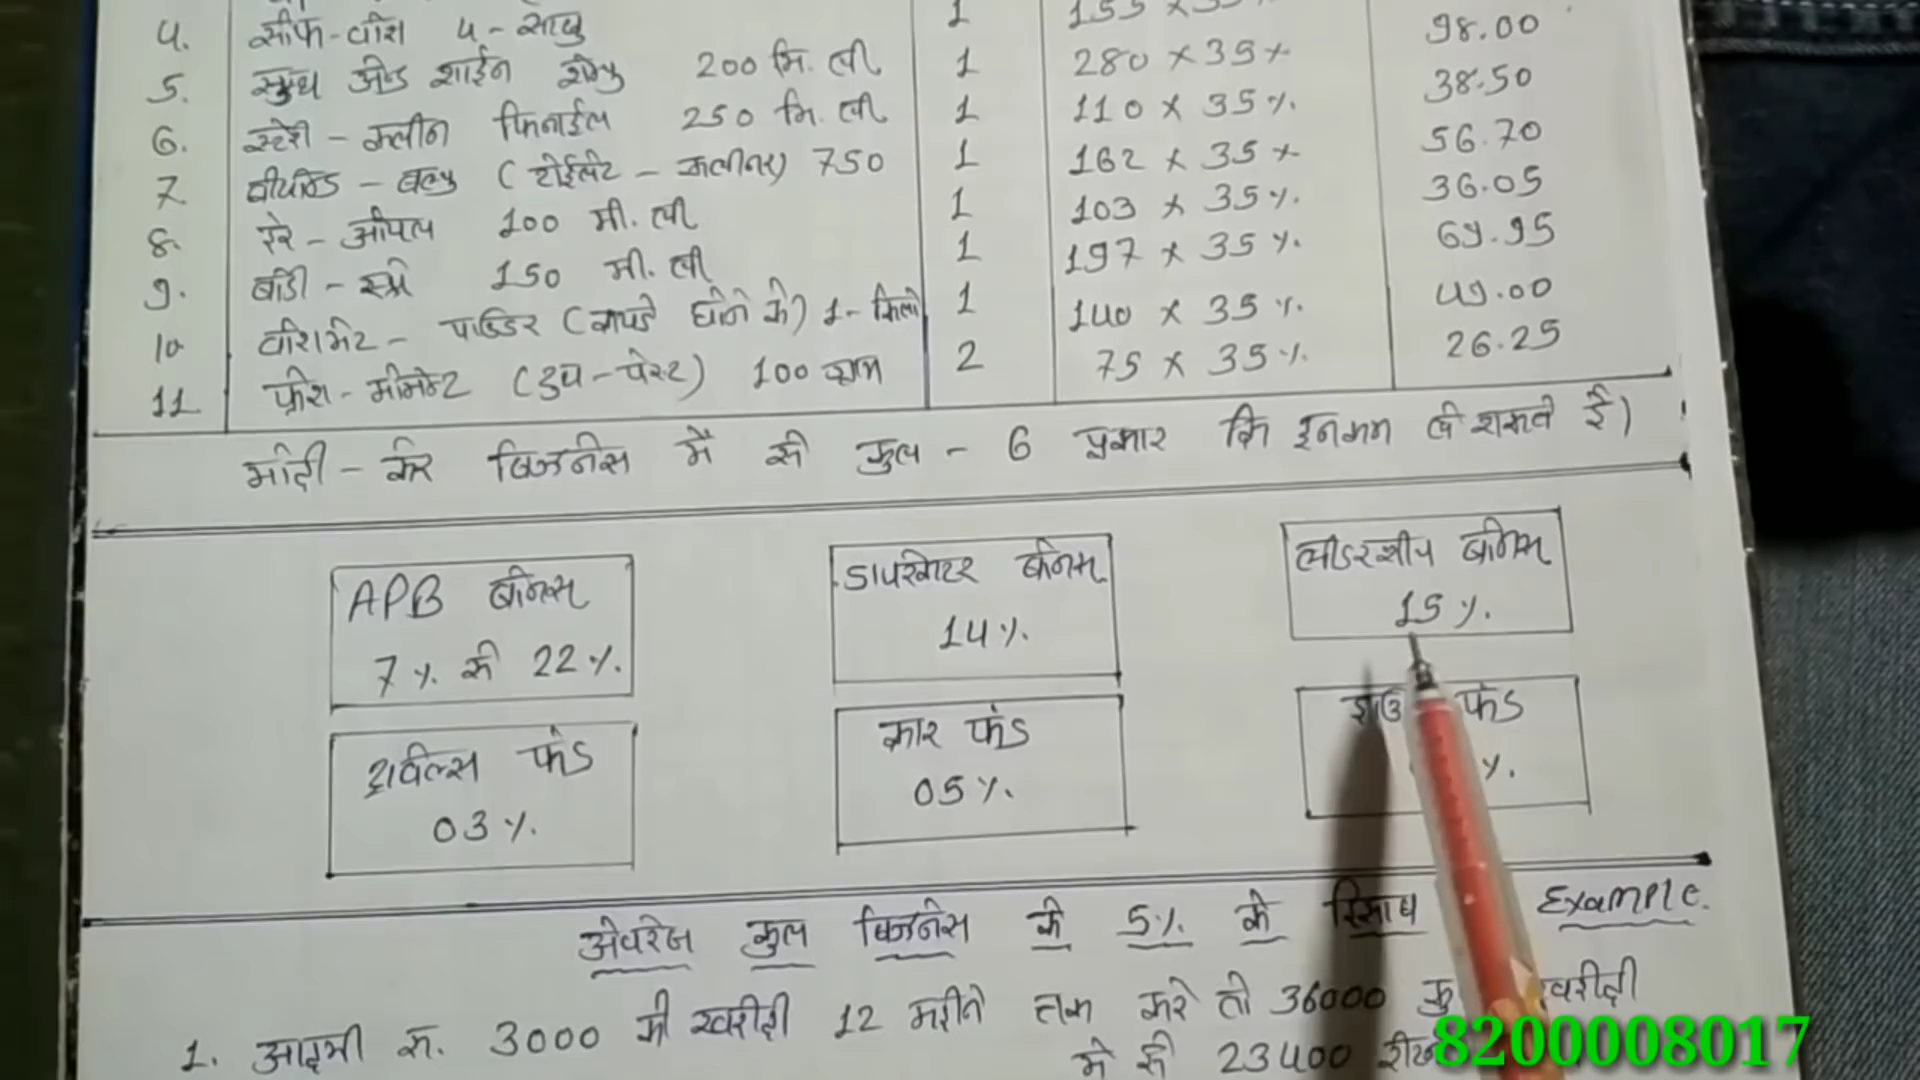 4. सोफ-वोश 4-साबु 1
5. स्मुथ अेन्ड शाईन शेम्पु 200 मि. ली 1 280 x 35% 98.00
6. स्टेरी-क्लीन फिनाईल 250 मि. ली 1 110 x 35% 38.50
7. बीयोन्ड-ब्ल्यु (टोईलेट-क्लीनर) 750 1 162 x 35% 56.70
8. हेर-ओयल 100 मी. ली 1 103 x 35% 36.05
9. बॉडी-स्प्रे 150 मी. ली 1 197 x 35% 69.95
10 वोशमेट-पाउडर (कपडे धोने के) 1-किलो 1 140 x 35% 49.00
11 फ्रेश-मोमेन्ट (टुथ-पेस्ट) 100 ग्राम 2 75 x 35% 26.25
मोदी-केर बिजनेस में से कुल - 6 प्रकार कि इनकम ले शकते है।
APB बोनस 7% से 22%
डायरेक्टर बोनस 14%
लीडरशीप बोनस 15%
ट्रावेल्स फंड 03%
कार फंड 05%
फंड %.
अेवरेज कुल बिजनेस के 5% के हिसाब Example.
1. आदमी रु. 3000 की खरीदी 12 महीने तक करे तो 36000 खरीदी
मे से 23400
8200008017